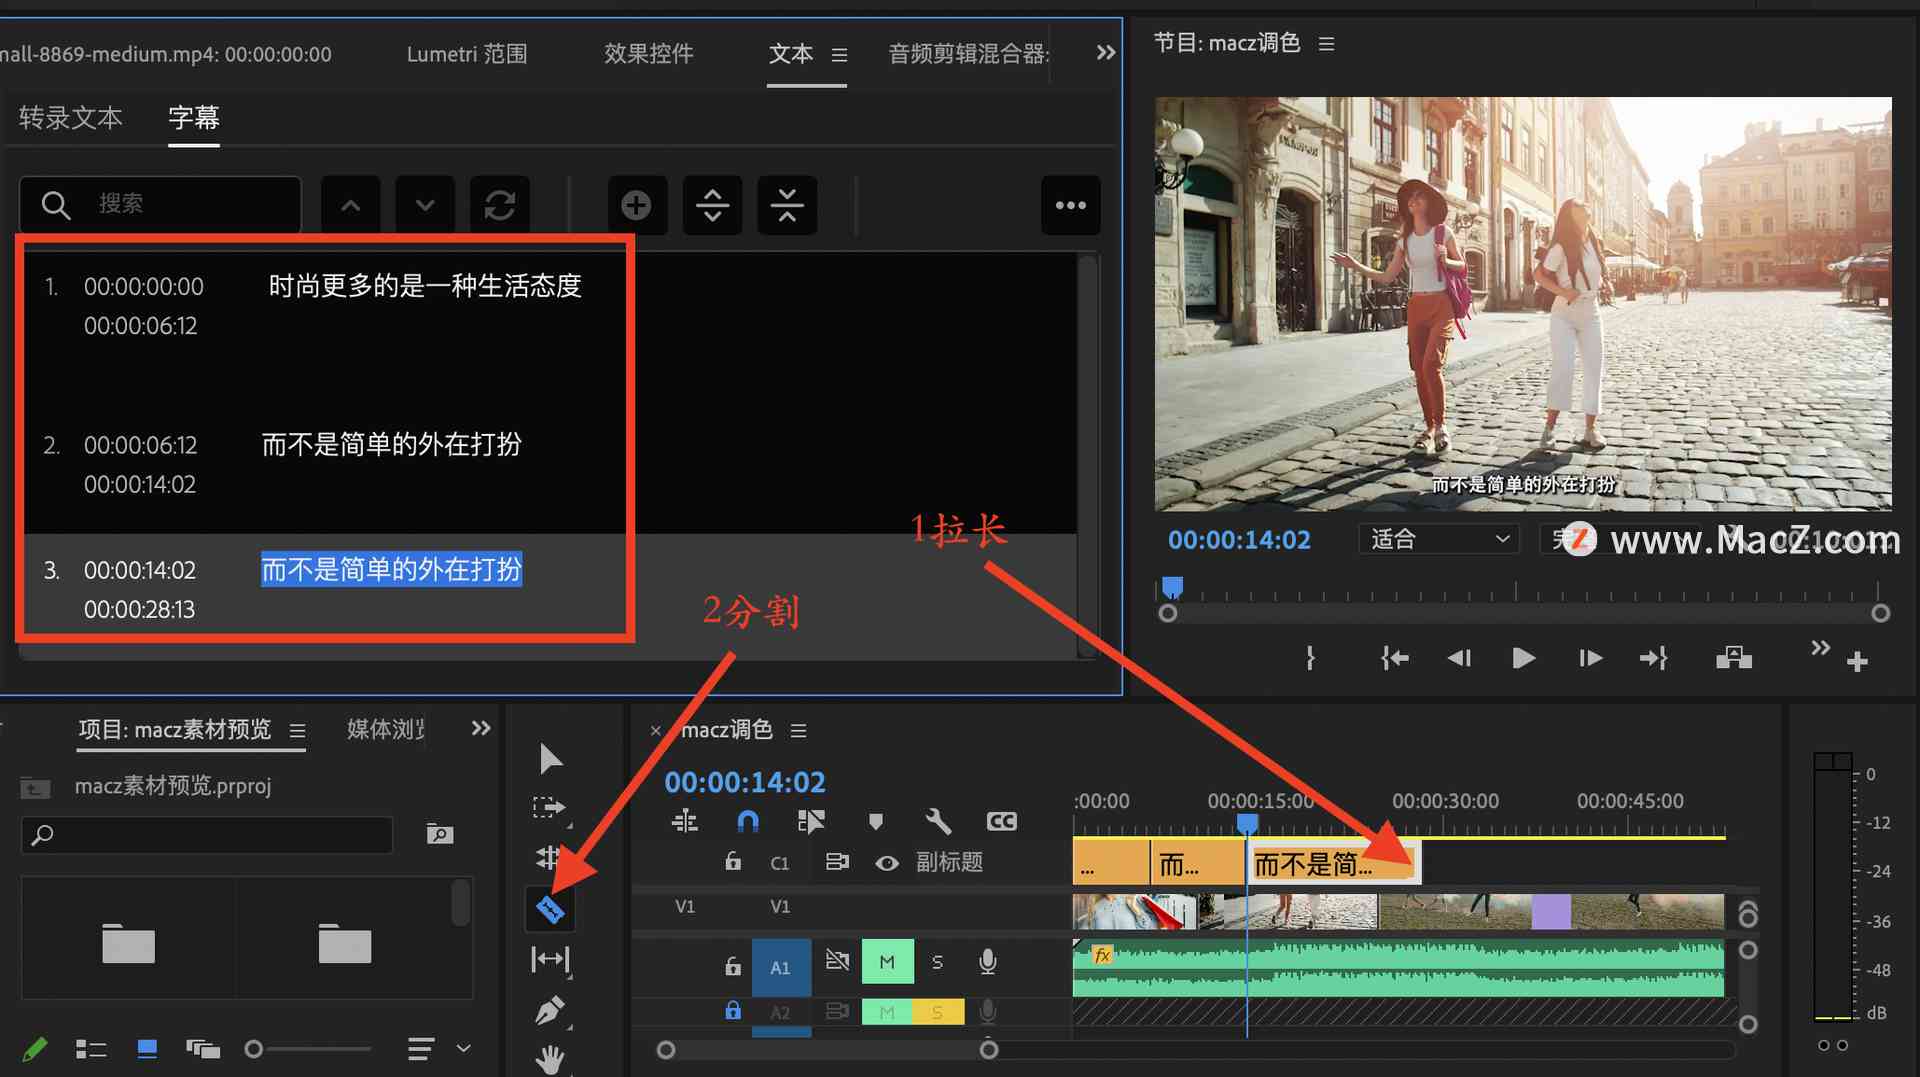 mall-8869-medium.mp4: 00:00:00:00
Lumetri 范围
效果控件
文本
音频剪辑混合器:
节目: macz调色
转录文本
字幕
搜索
1. 00:00:00:00 时尚更多的是一种生活态度
00:00:06:12
2. 00:00:06:12 而不是简单的外在打扮
00:00:14:02
3. 00:00:14:02 而不是简单的外在打扮
00:00:28:13
而不是简单的外在打扮
1拉长
2分割
00:00:14:02
适合
www.MacZ.com
项目: macz素材预览
媒体浏览
macz素材预览.prproj
× macz调色
00:00:14:02
:00:00
00:00:15:00
00:00:30:00
00:00:45:00
C1
副标题
...
而...
而不是简...
V1
V1
fx
A1
M
S
A2
M
S
0
-12
-24
-36
-48
dB